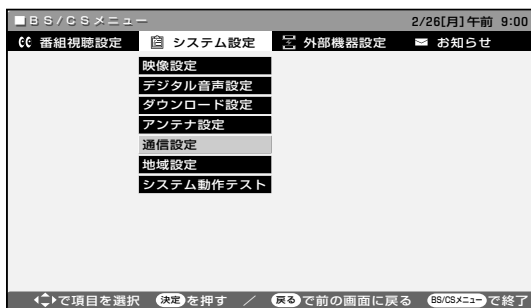 ■BS/CSメニュー 2/26[月]午前 9:00
番組視聴設定 システム設定 外部機器設定 お知らせ
映像設定
デジタル音声設定
ダウンロード設定
アンテナ設定
通信設定
地域設定
システム動作テスト
で項目を選択 決定を押す / 戻るで前の画面に戻る BS/CSメニューで終了